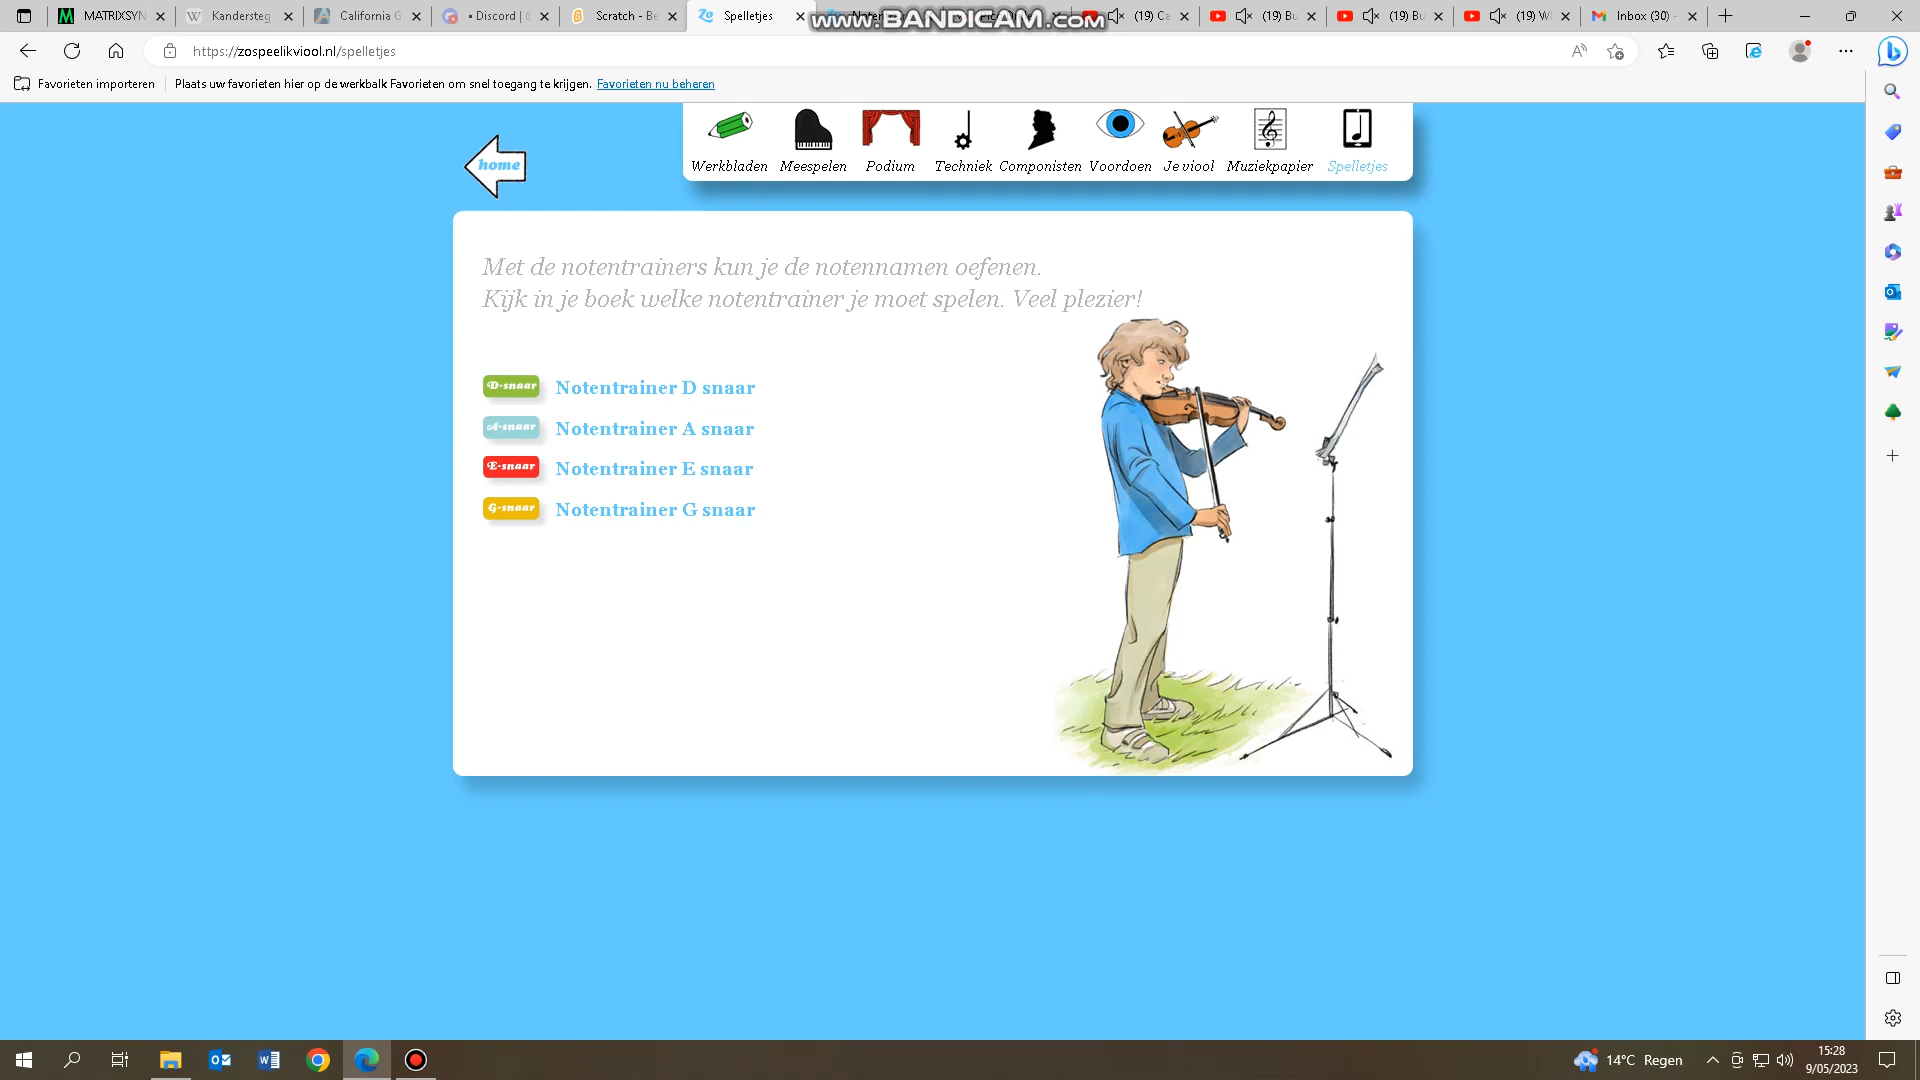 MATRIXSYN
Kandersteg
California G
• Discord | 
Scratch - Be
Spelletjes
www.BANDICAM.com
(19) Ca
(19) Bu
(19) Bu
(19) W
Inbox (30) -
https://zospeelikviool.nl/spelletjes
Favorieten importeren
Plaats uw favorieten hier op de werkbalk Favorieten om snel toegang te krijgen. Favorieten nu beheren
home
Werkbladen Meespelen Podium Techniek Componisten Voordoen Je viool Muziekpapier Spelletjes
Met de notentrainers kun je de notennamen oefenen.
Kijk in je boek welke notentrainer je moet spelen. Veel plezier!
D-snaar Notentrainer D snaar
A-snaar Notentrainer A snaar
E-snaar Notentrainer E snaar
G-snaar Notentrainer G snaar
14°C Regen
15:28
9/05/2023